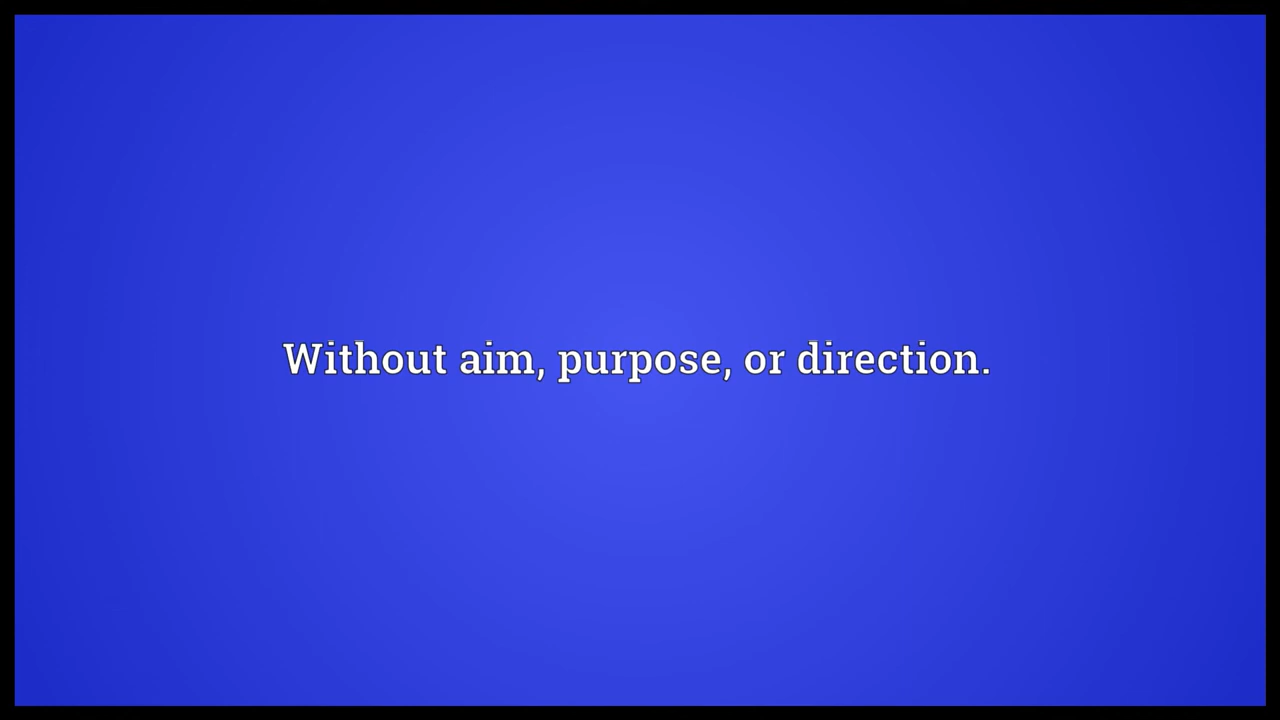 Without aim, purpose, or direction.